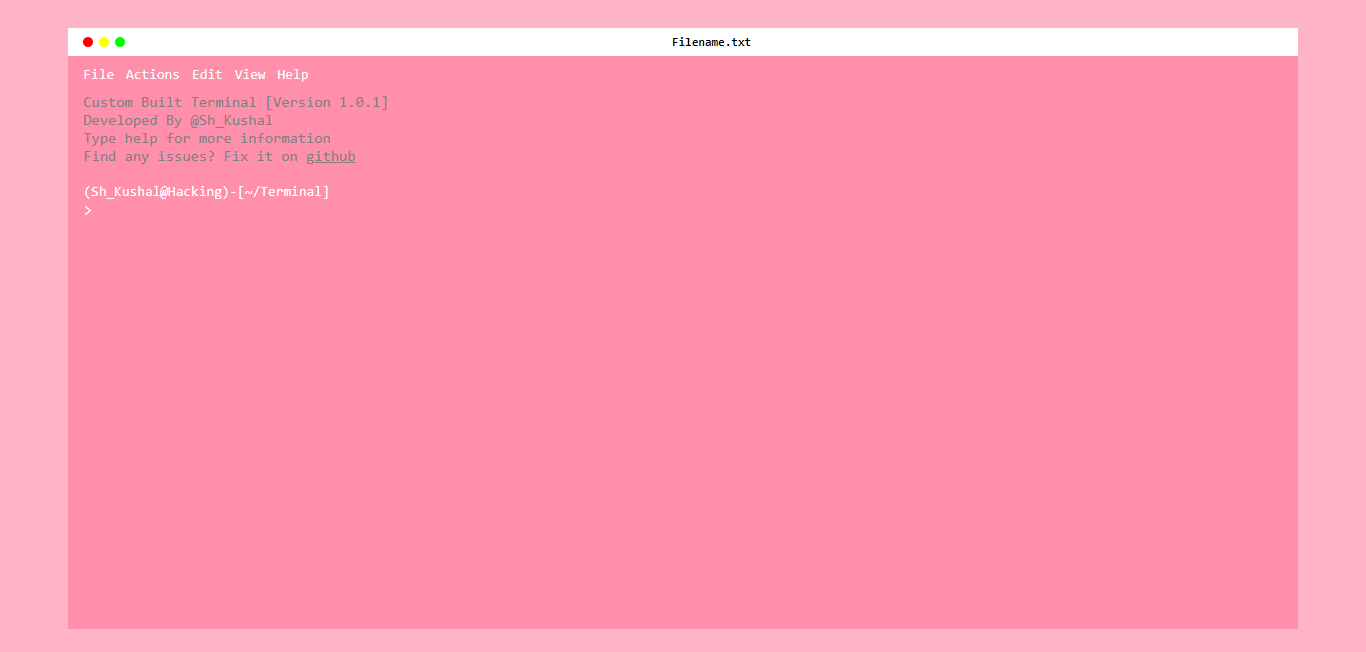 Filename.txt
File Actions Edit View Help
Custom Built Terminal [Version 1.0.1]
Developed By @Sh_Kushal
Type help for more information
Find any issues? Fix it on github
(Sh_Kushal@Hacking)-[~/Terminal]
>